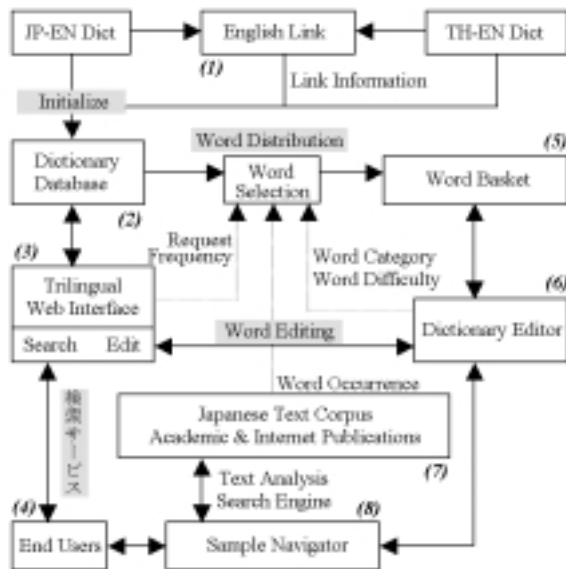 JP-EN Dict
English Link
TH-EN Dict
(1)
Link Information
Initialize
Word Distribution
(5)
Dictionary
Database
Word
Selection
Word Basket
(2)
(3)
Request
Frequency
Word Category
Word Difficulty
(6)
Trilingual
Web Interface
Search Edit
Word Editing
Dictionary Editor
Word Occurrence
検索サービス
Japanese Text Corpus
Academic & Internet Publications
(7)
Text Analysis
Search Engine
(4)
(8)
End Users
Sample Navigator